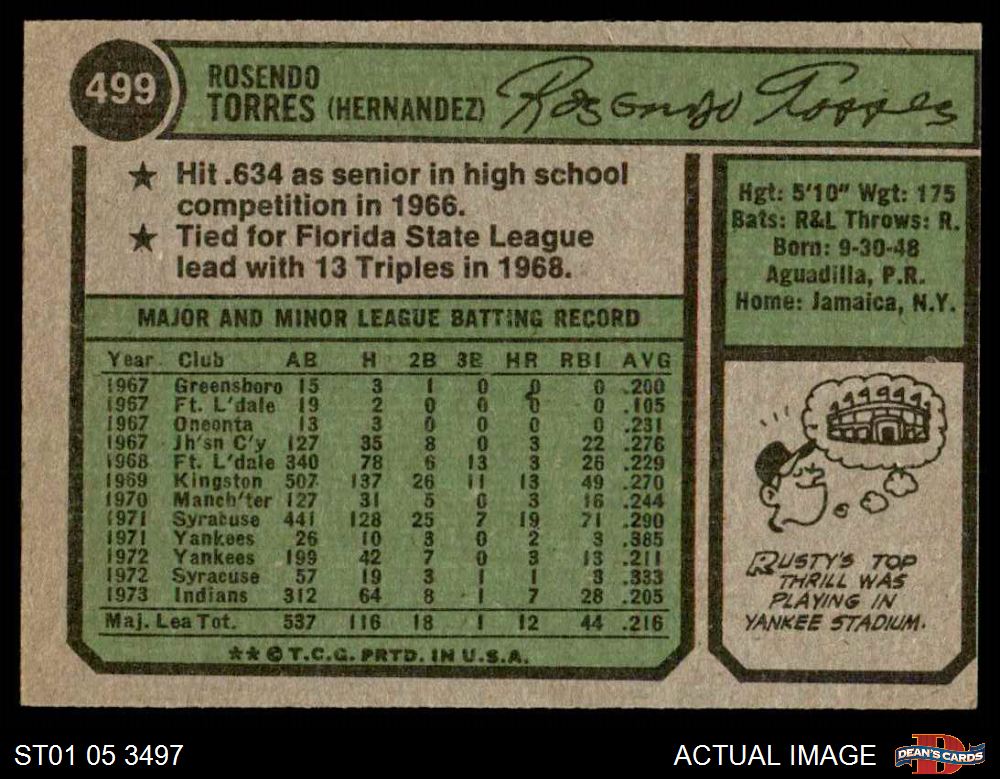 499
ROSENDO
TORRES (HERNANDEZ)
Rosendo Torres
★ Hit .634 as senior in high school
competition in 1966.
★ Tied for Florida State League
lead with 13 Triples in 1968.
Hgt: 5'10" Wgt: 175
Bats: R&L Throws: R.
Born: 9-30-48
Aguadilla, P.R.
Home: Jamaica, N.Y.
MAJOR AND MINOR LEAGUE BATTING RECORD
Year Club AB H 2B 3B HR RBI AVG
1967 Greensboro 15 3 1 0 0 0 .200
1967 Ft. L'dale 19 2 0 0 0 0 .105
1967 Oneonta 13 3 0 0 0 0 .231
1967 Jh'sn C'y 127 35 8 0 3 22 .276
1968 Ft. L'dale 340 78 6 13 3 26 .229
1969 Kingston 507 137 26 11 13 49 .270
1970 Manch'ter 127 31 5 0 3 16 .244
1971 Syracuse 441 128 25 7 19 71 .290
1971 Yankees 26 10 3 0 2 3 .385
1972 Yankees 199 42 7 0 3 13 .211
1972 Syracuse 57 19 3 1 1 3 .333
1973 Indians 312 64 8 1 7 28 .205
Maj. Lea Tot. 537 116 18 1 12 44 .216
★★ © T.C.G. PRTD. IN U.S.A.
RUSTY'S TOP
THRILL WAS
PLAYING IN
YANKEE STADIUM.
ST01 05 3497
ACTUAL IMAGE
DEAN'S CARDS